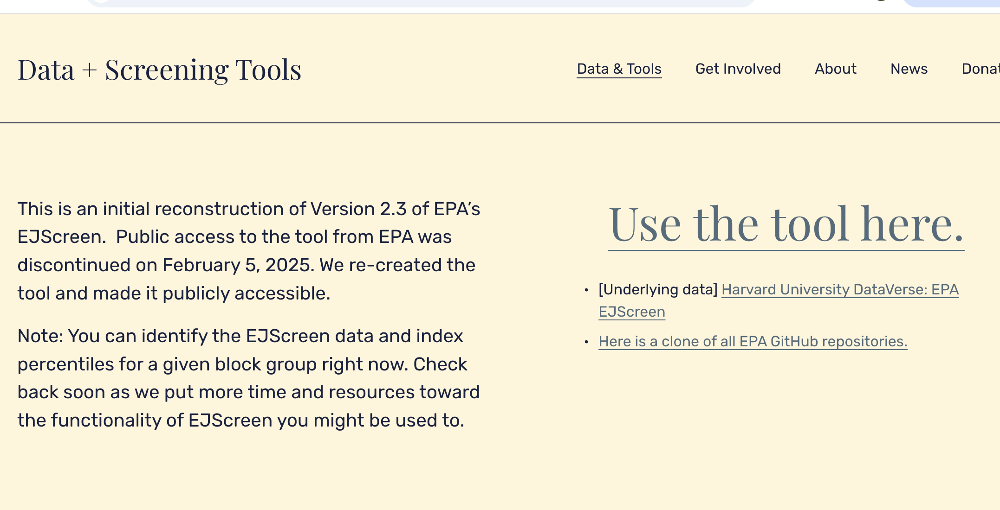 Data + Screening Tools
Data & Tools
Get Involved
About
News
This is an initial reconstruction of Version 2.3 of EPA’s
EJScreen.  Public access to the tool from EPA was
discontinued on February 5, 2025. We re-created the
tool and made it publicly accessible.
Note: You can identify the EJScreen data and index
percentiles for a given block group right now. Check
back soon as we put more time and resources toward
the functionality of EJScreen you might be used to.
Use the tool here.
• [Underlying data] Harvard University DataVerse: EPA
EJScreen
• Here is a clone of all EPA GitHub repositories.